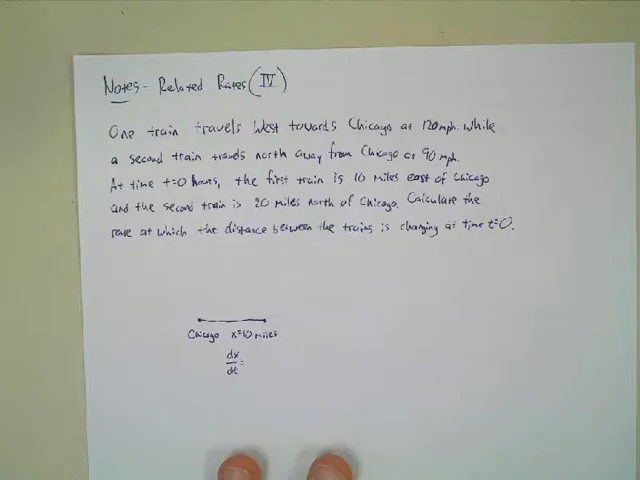 Notes - Related Rates (IV)
One train travels West towards Chicago at 120 mph. while
a second train travels north away from Chicago at 90 mph.
At time t=0 hours, the first train is 10 miles east of Chicago
and the second train is 20 miles north of Chicago. Calculate the
rate at which the distance between the trains is changing at time t=0.
Chicago x=10 miles
dx/dt =